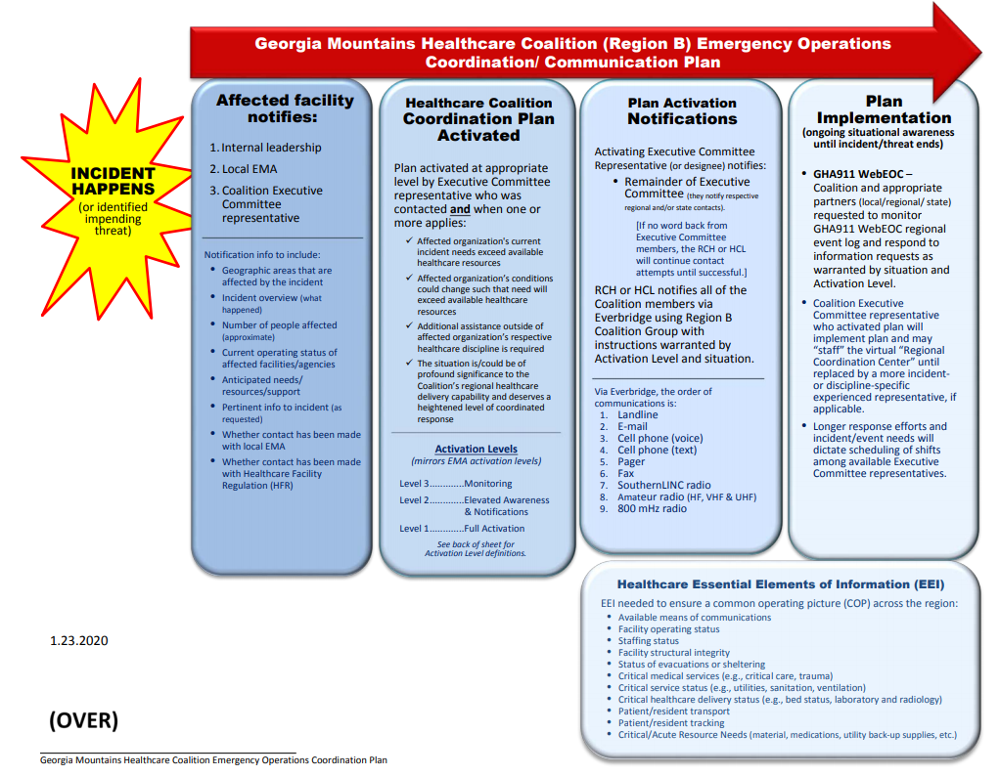 Georgia Mountains Healthcare Coalition (Region B) Emergency Operations
Coordination/ Communication Plan
INCIDENT
HAPPENS
(or identified
impending
threat)
Affected facility
notifies:
1. Internal leadership
2. Local EMA
3. Coalition Executive
Committee
representative
Notification info to include:
• Geographic areas that are
affected by the incident
• Incident overview (what
happened)
• Number of people affected
(approximate)
• Current operating status of
affected facilities/agencies
• Anticipated needs/
resources/support
• Pertinent info to incident (as
requested)
• Whether contact has been made
with local EMA
• Whether contact has been made
with Healthcare Facility
Regulation (HFR)
Healthcare Coalition
Coordination Plan
Activated
Plan activated at appropriate
level by Executive Committee
representative who was
contacted and when one or
more applies:
✓ Affected organization's current
incident needs exceed available
healthcare resources
✓ Affected organization's conditions
could change such that need will
exceed available healthcare
resources
✓ Additional assistance outside of
affected organization's respective
healthcare discipline is required
✓ The situation is/could be of
profound significance to the
Coalition's regional healthcare
delivery capability and deserves a
heightened level of coordinated
response
Activation Levels
(mirrors EMA activation levels)
Level 3.............Monitoring
Level 2.............Elevated Awareness
& Notifications
Level 1.............Full Activation
See back of sheet for
Activation Level definitions.
Plan Activation
Notifications
Activating Executive Committee
Representative (or designee) notifies:
• Remainder of Executive
Committee (they notify respective
regional and/or state contacts).
[If no word back from
Executive Committee
members, the RCH or HCL
will continue contact
attempts until successful.]
RCH or HCL notifies all of the
Coalition members via
Everbridge using Region B
Coalition Group with
instructions warranted by
Activation Level and situation.
Via Everbridge, the order of
communications is:
1. Landline
2. E-mail
3. Cell phone (voice)
4. Cell phone (text)
5. Pager
6. Fax
7. SouthernLINC radio
8. Amateur radio (HF, VHF & UHF)
9. 800 mHz radio
Plan
Implementation
(ongoing situational awareness
until incident/threat ends)
• GHA911 WebEOC –
Coalition and appropriate
partners (local/regional/ state)
requested to monitor
GHA911 WebEOC regional
event log and respond to
information requests as
warranted by situation and
Activation Level.
• Coalition Executive
Committee representative
who activated plan will
implement plan and may
"staff" the virtual "Regional
Coordination Center" until
replaced by a more incident-
or discipline-specific
experienced representative, if
applicable.
• Longer response efforts and
incident/event needs will
dictate scheduling of shifts
among available Executive
Committee representatives.
Healthcare Essential Elements of Information (EEI)
EEI needed to ensure a common operating picture (COP) across the region:
• Available means of communications
• Facility operating status
• Staffing status
• Facility structural integrity
• Status of evacuations or sheltering
• Critical medical services (e.g., critical care, trauma)
• Critical service status (e.g., utilities, sanitation, ventilation)
• Critical healthcare delivery status (e.g., bed status, laboratory and radiology)
• Patient/resident transport
• Patient/resident tracking
• Critical/Acute Resource Needs (material, medications, utility back-up supplies, etc.)
1.23.2020
(OVER)
Georgia Mountains Healthcare Coalition Emergency Operations Coordination Plan